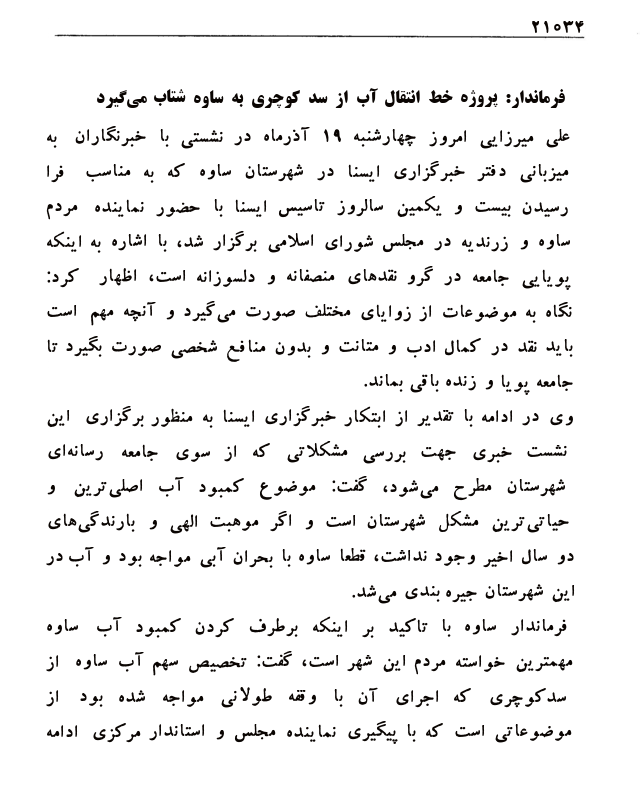 ۲۱۰۳۴
فرماندار: پروژه خط انتقال آب از سد کوچری به ساوه شتاب می‌گیرد
علی میرزایی امروز چهارشنبه ۱۹ آذرماه در نشستی با خبرنگاران به
میزبانی دفتر خبرگزاری ایسنا در شهرستان ساوه که به مناسب فرا
رسیدن بیست و یکمین سالروز تاسیس ایسنا با حضور نماینده مردم
ساوه و زرندیه در مجلس شورای اسلامی برگزار شد، با اشاره به اینکه
پویایی جامعه در گرو نقدهای منصفانه و دلسوزانه است، اظهار کرد:
نگاه به موضوعات از زوایای مختلف صورت می‌گیرد و آنچه مهم است
باید نقد در کمال ادب و متانت و بدون منافع شخصی صورت بگیرد تا
جامعه پویا و زنده باقی بماند.
وی در ادامه با تقدیر از ابتکار خبرگزاری ایسنا به منظور برگزاری این
نشست خبری جهت بررسی مشکلاتی که از سوی جامعه رسانه‌ای
شهرستان مطرح می‌شود، گفت: موضوع کمبود آب اصلی‌ترین و
حیاتی‌ترین مشکل شهرستان است و اگر موهبت الهی و بارندگی‌های
دو سال اخیر وجود نداشت، قطعا ساوه با بحران آبی مواجه بود و آب در
این شهرستان جیره بندی می‌شد.
فرماندار ساوه با تاکید بر اینکه برطرف کردن کمبود آب ساوه
مهمترین خواسته مردم این شهر است، گفت: تخصیص سهم آب ساوه از
سدکوچری که اجرای آن با وقفه طولانی مواجه شده بود از
موضوعاتی است که با پیگیری نماینده مجلس و استاندار مرکزی ادامه